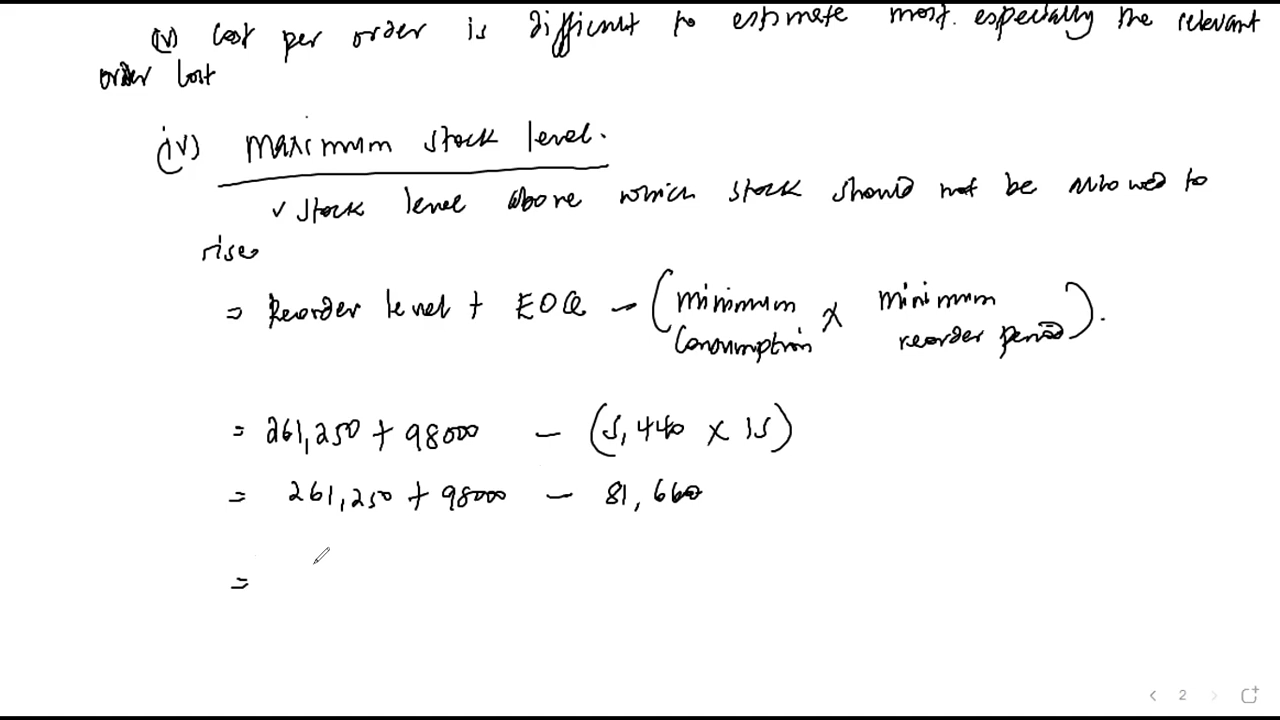 (v) Cost per order is difficult to estimate most. especially the relevant
order cost
(iv) Maximum stock level.
✓ Stock level above which stock should not be allowed to
rise
= Reorder level + EOQ - (minimum consumption × minimum reorder period).
= 261,250 + 98000 - (5,440 × 15)
= 261,250 + 98000 - 81,660
=
2